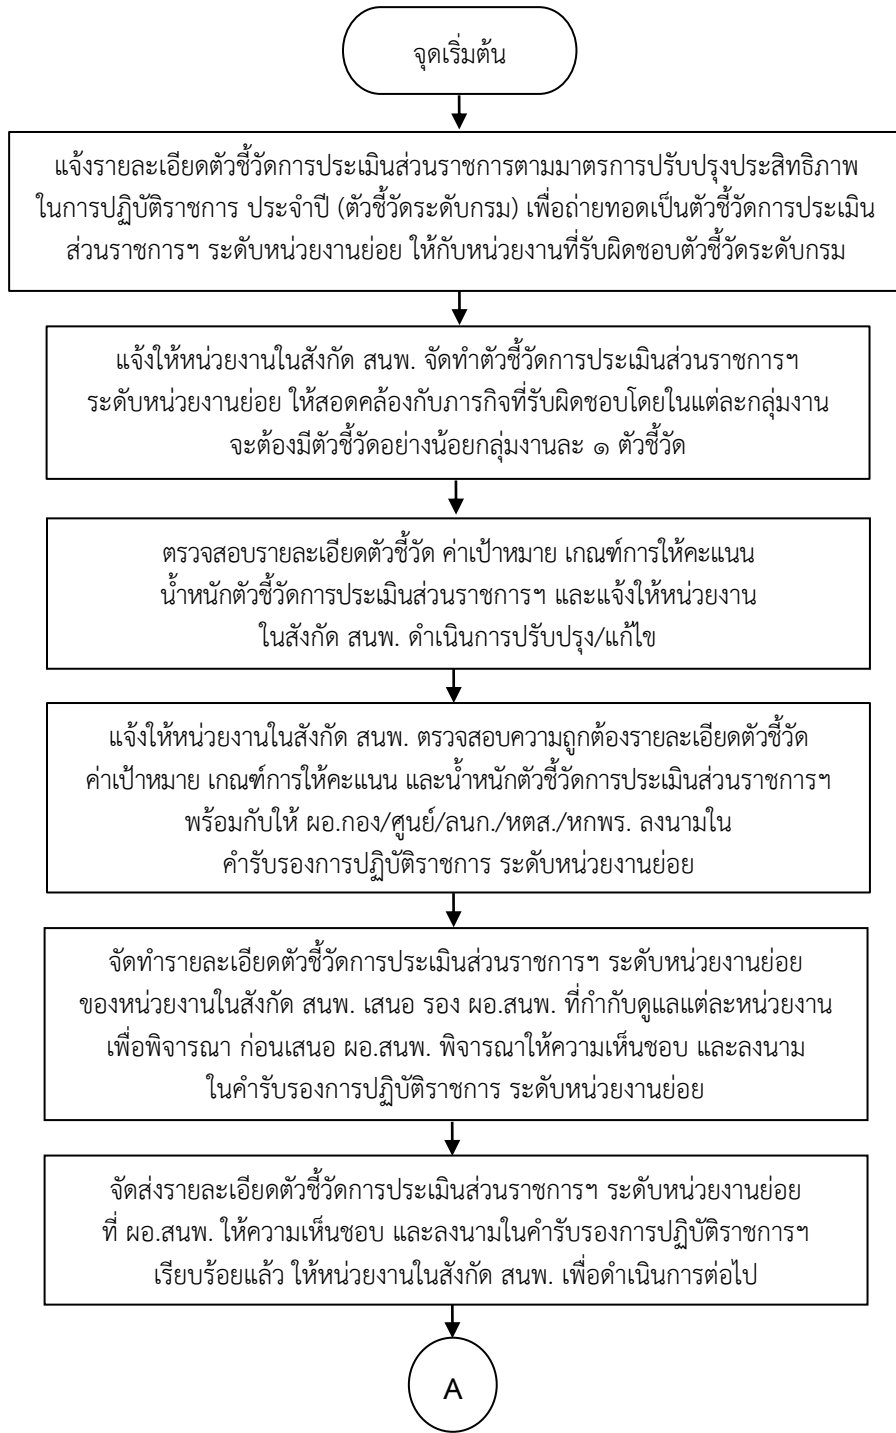 จุดเริ่มต้น
แจ้งรายละเอียดตัวชี้วัดการประเมินส่วนราชการตามมาตรการปรับปรุงประสิทธิภาพ
ในการปฏิบัติราชการ ประจำปี (ตัวชี้วัดระดับกรม) เพื่อถ่ายทอดเป็นตัวชี้วัดการประเมิน
ส่วนราชการฯ ระดับหน่วยงานย่อย ให้กับหน่วยงานที่รับผิดชอบตัวชี้วัดระดับกรม
แจ้งให้หน่วยงานในสังกัด สนพ. จัดทำตัวชี้วัดการประเมินส่วนราชการฯ
ระดับหน่วยงานย่อย ให้สอดคล้องกับภารกิจที่รับผิดชอบโดยในแต่ละกลุ่มงาน
จะต้องมีตัวชี้วัดอย่างน้อยกลุ่มงานละ ๑ ตัวชี้วัด
ตรวจสอบรายละเอียดตัวชี้วัด ค่าเป้าหมาย เกณฑ์การให้คะแนน
น้ำหนักตัวชี้วัดการประเมินส่วนราชการฯ และแจ้งให้หน่วยงาน
ในสังกัด สนพ. ดำเนินการปรับปรุง/แก้ไข
แจ้งให้หน่วยงานในสังกัด สนพ. ตรวจสอบความถูกต้องรายละเอียดตัวชี้วัด
ค่าเป้าหมาย เกณฑ์การให้คะแนน และน้ำหนักตัวชี้วัดการประเมินส่วนราชการฯ
พร้อมกับให้ ผอ.กอง/ศูนย์/ลนก./หตส./หกพร. ลงนามใน
คำรับรองการปฏิบัติราชการ ระดับหน่วยงานย่อย
จัดทำรายละเอียดตัวชี้วัดการประเมินส่วนราชการฯ ระดับหน่วยงานย่อย
ของหน่วยงานในสังกัด สนพ. เสนอ รอง ผอ.สนพ. ที่กำกับดูแลแต่ละหน่วยงาน
เพื่อพิจารณา ก่อนเสนอ ผอ.สนพ. พิจารณาให้ความเห็นชอบ และลงนาม
ในคำรับรองการปฏิบัติราชการ ระดับหน่วยงานย่อย
จัดส่งรายละเอียดตัวชี้วัดการประเมินส่วนราชการฯ ระดับหน่วยงานย่อย
ที่ ผอ.สนพ. ให้ความเห็นชอบ และลงนามในคำรับรองการปฏิบัติราชการฯ
เรียบร้อยแล้ว ให้หน่วยงานในสังกัด สนพ. เพื่อดำเนินการต่อไป
A